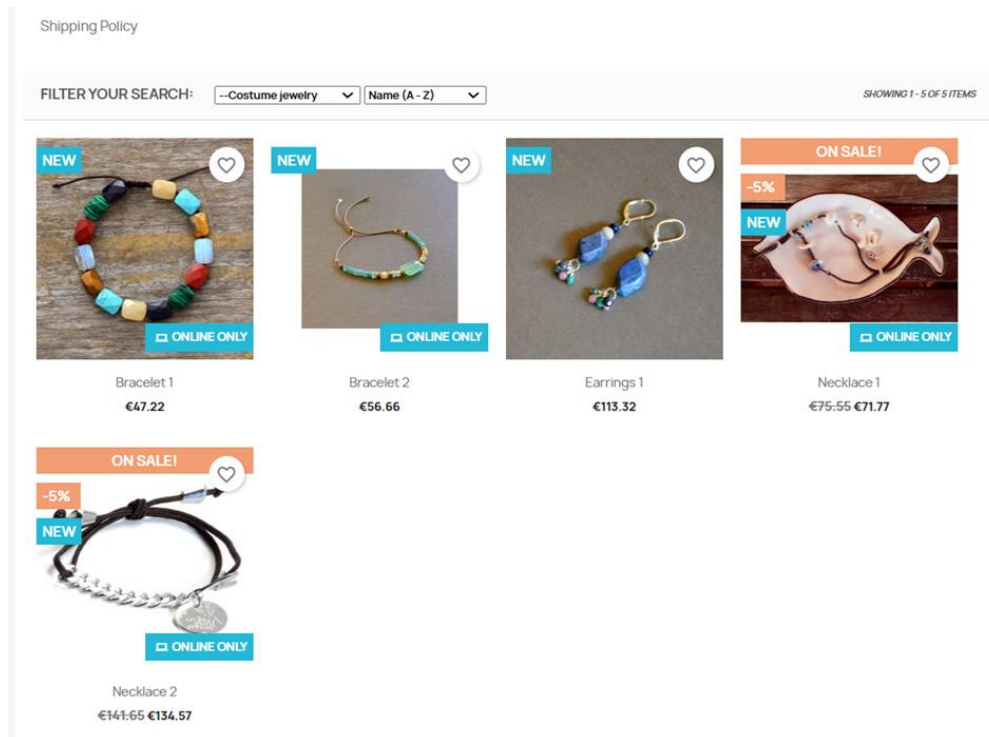 Shipping Policy
FILTER YOUR SEARCH: --Costume jewelry Name (A - Z) SHOWING 1 - 5 OF 5 ITEMS
NEW
ONLINE ONLY
Bracelet 1
€47.22
NEW
ONLINE ONLY
Bracelet 2
€56.66
NEW
Earrings 1
€113.32
ON SALE!
-5%
NEW
ONLINE ONLY
Necklace 1
€75.55 €71.77
ON SALE!
-5%
NEW
ONLINE ONLY
Necklace 2
€141.65 €134.57